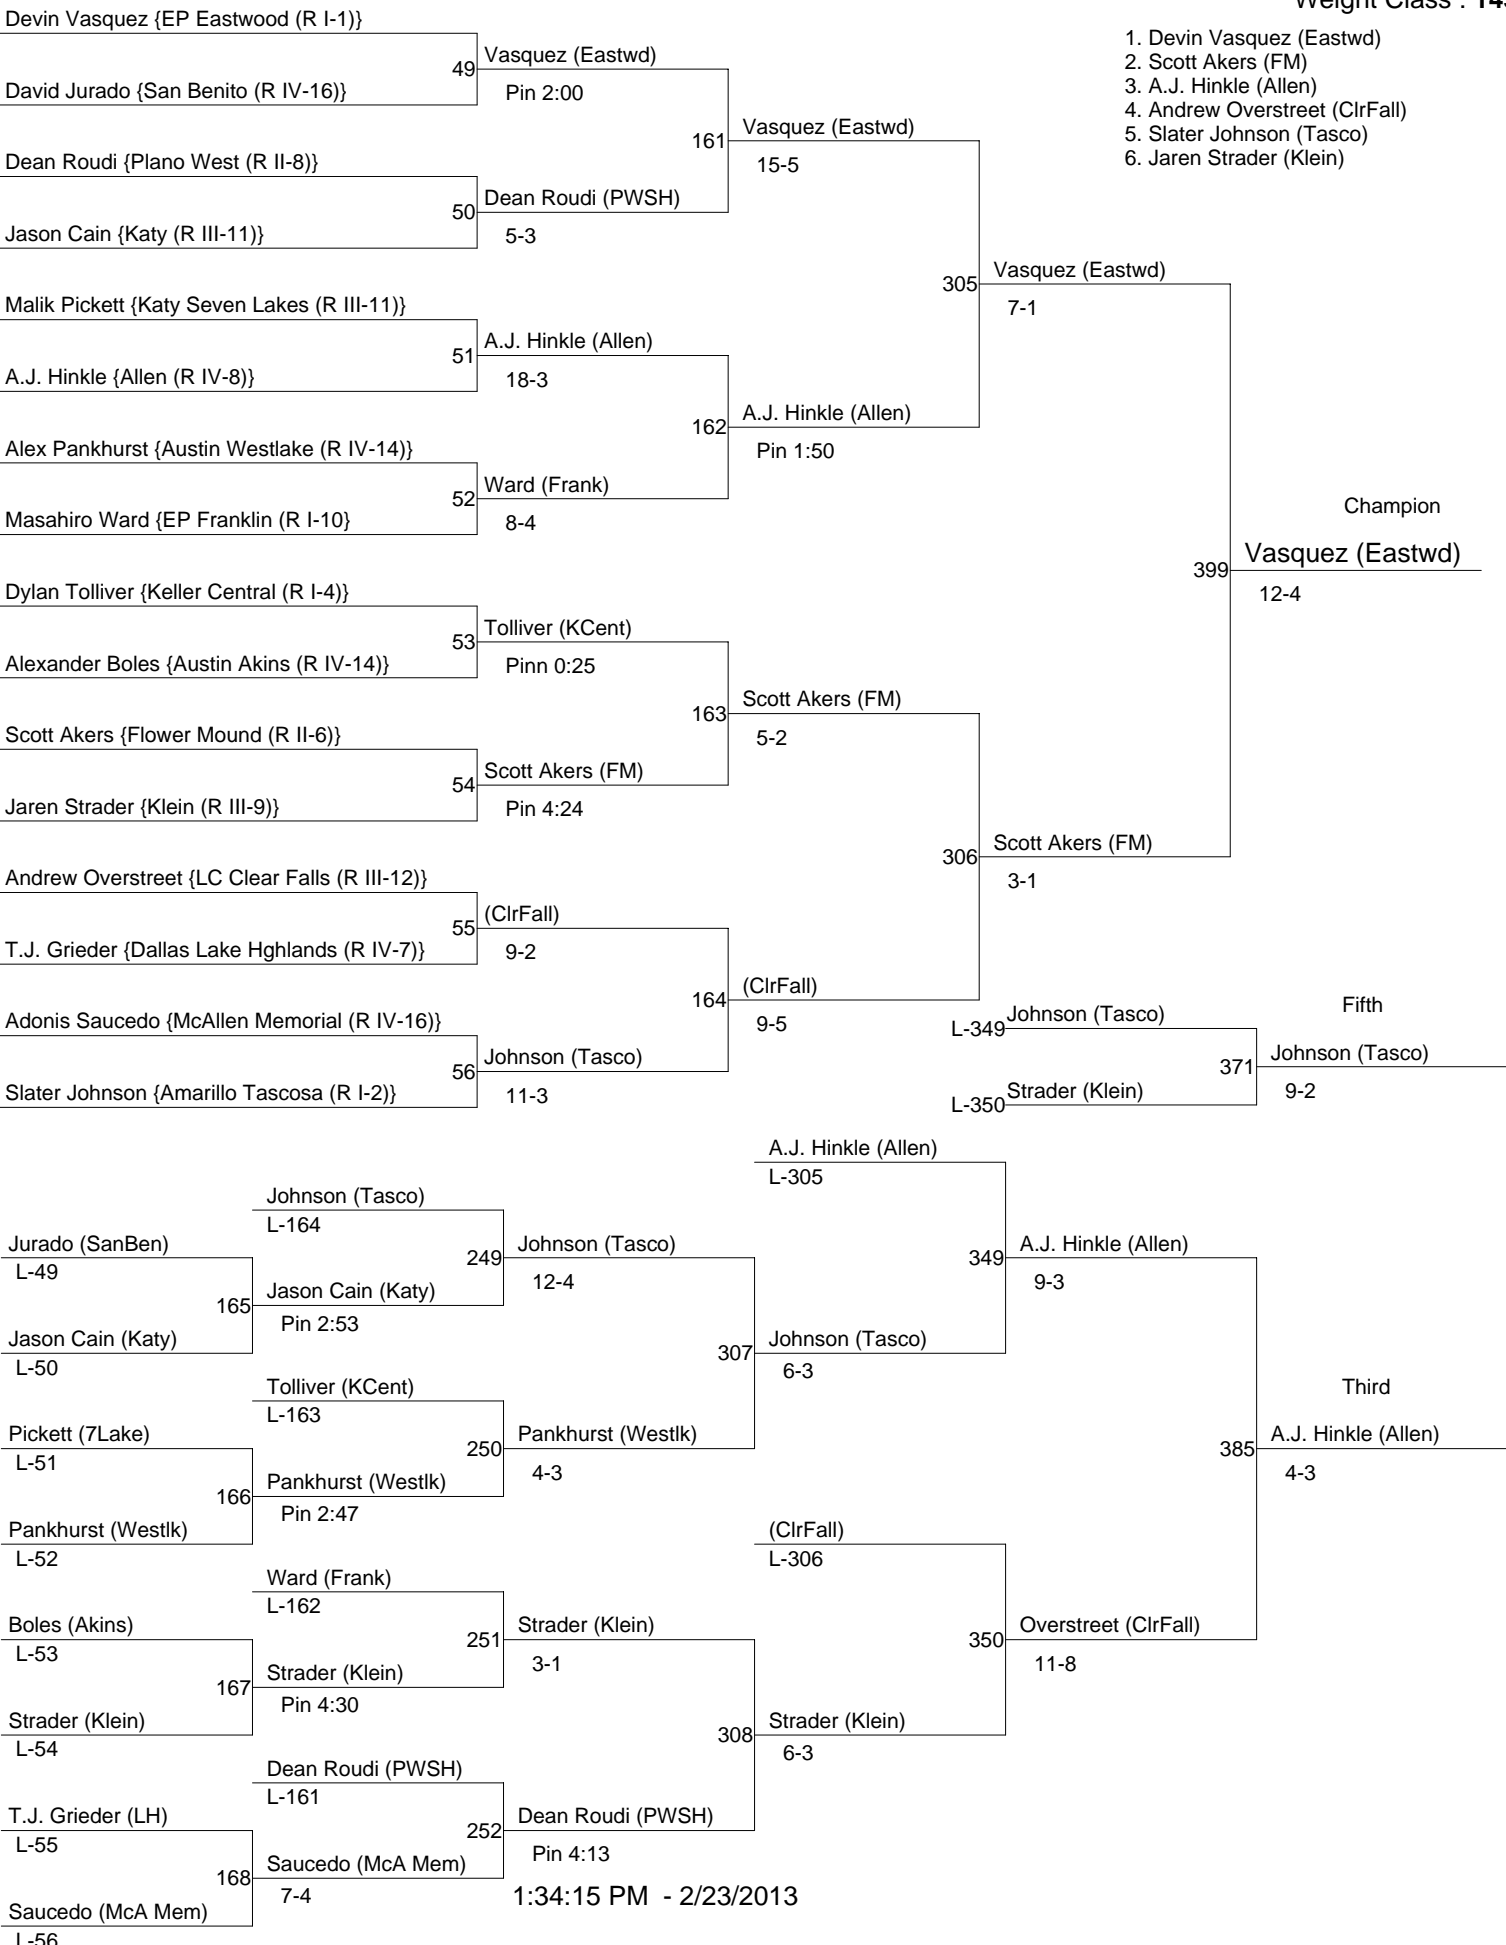 Devin Vasquez {EP Eastwood (R I-1)}
David Jurado {San Benito (R IV-16)}
Dean Roudi {Plano West (R II-8)}
Jason Cain {Katy (R III-11)}
Malik Pickett {Katy Seven Lakes (R III-11)}
A.J. Hinkle {Allen (R IV-8)}
Alex Pankhurst {Austin Westlake (R IV-14)}
Masahiro Ward {EP Franklin (R I-10}
Dylan Tolliver {Keller Central (R I-4)}
Alexander Boles {Austin Akins (R IV-14)}
Scott Akers {Flower Mound (R II-6)}
Jaren Strader {Klein (R III-9)}
Andrew Overstreet {LC Clear Falls (R III-12)}
T.J. Grieder {Dallas Lake Hghlands (R IV-7)}
Adonis Saucedo {McAllen Memorial (R IV-16)}
Slater Johnson {Amarillo Tascosa (R I-2)}
49
Vasquez (Eastwd)
Pin 2:00
50
Dean Roudi (PWSH)
5-3
51
A.J. Hinkle (Allen)
18-3
52
Ward (Frank)
8-4
53
Tolliver (KCent)
Pinn 0:25
54
Scott Akers (FM)
Pin 4:24
55
(ClrFall)
9-2
56
Johnson (Tasco)
11-3
161
Vasquez (Eastwd)
15-5
162
A.J. Hinkle (Allen)
Pin 1:50
163
Scott Akers (FM)
5-2
164
(ClrFall)
9-5
305
Vasquez (Eastwd)
7-1
306
Scott Akers (FM)
3-1
Weight Class :
1. Devin Vasquez (Eastwd)
2. Scott Akers (FM)
3. A.J. Hinkle (Allen)
4. Andrew Overstreet (ClrFall)
5. Slater Johnson (Tasco)
6. Jaren Strader (Klein)
Champion
399
Vasquez (Eastwd)
12-4
Fifth
L-349
Johnson (Tasco)
L-350
Strader (Klein)
371
Johnson (Tasco)
9-2
Jurado (SanBen)
L-49
Jason Cain (Katy)
L-50
Pickett (7Lake)
L-51
Pankhurst (Westlk)
L-52
Boles (Akins)
L-53
Strader (Klein)
L-54
T.J. Grieder (LH)
L-55
Saucedo (McA Mem)
L-56
Johnson (Tasco)
L-164
165
Jason Cain (Katy)
Pin 2:53
Tolliver (KCent)
L-163
166
Pankhurst (Westlk)
Pin 2:47
Ward (Frank)
L-162
167
Strader (Klein)
Pin 4:30
Dean Roudi (PWSH)
L-161
168
Saucedo (McA Mem)
7-4
249
Johnson (Tasco)
12-4
250
Pankhurst (Westlk)
4-3
251
Strader (Klein)
3-1
252
Dean Roudi (PWSH)
Pin 4:13
A.J. Hinkle (Allen)
L-305
307
Johnson (Tasco)
6-3
(ClrFall)
L-306
308
Strader (Klein)
6-3
349
A.J. Hinkle (Allen)
9-3
350
Overstreet (ClrFall)
11-8
Third
385
A.J. Hinkle (Allen)
4-3
1:34:15 PM - 2/23/2013